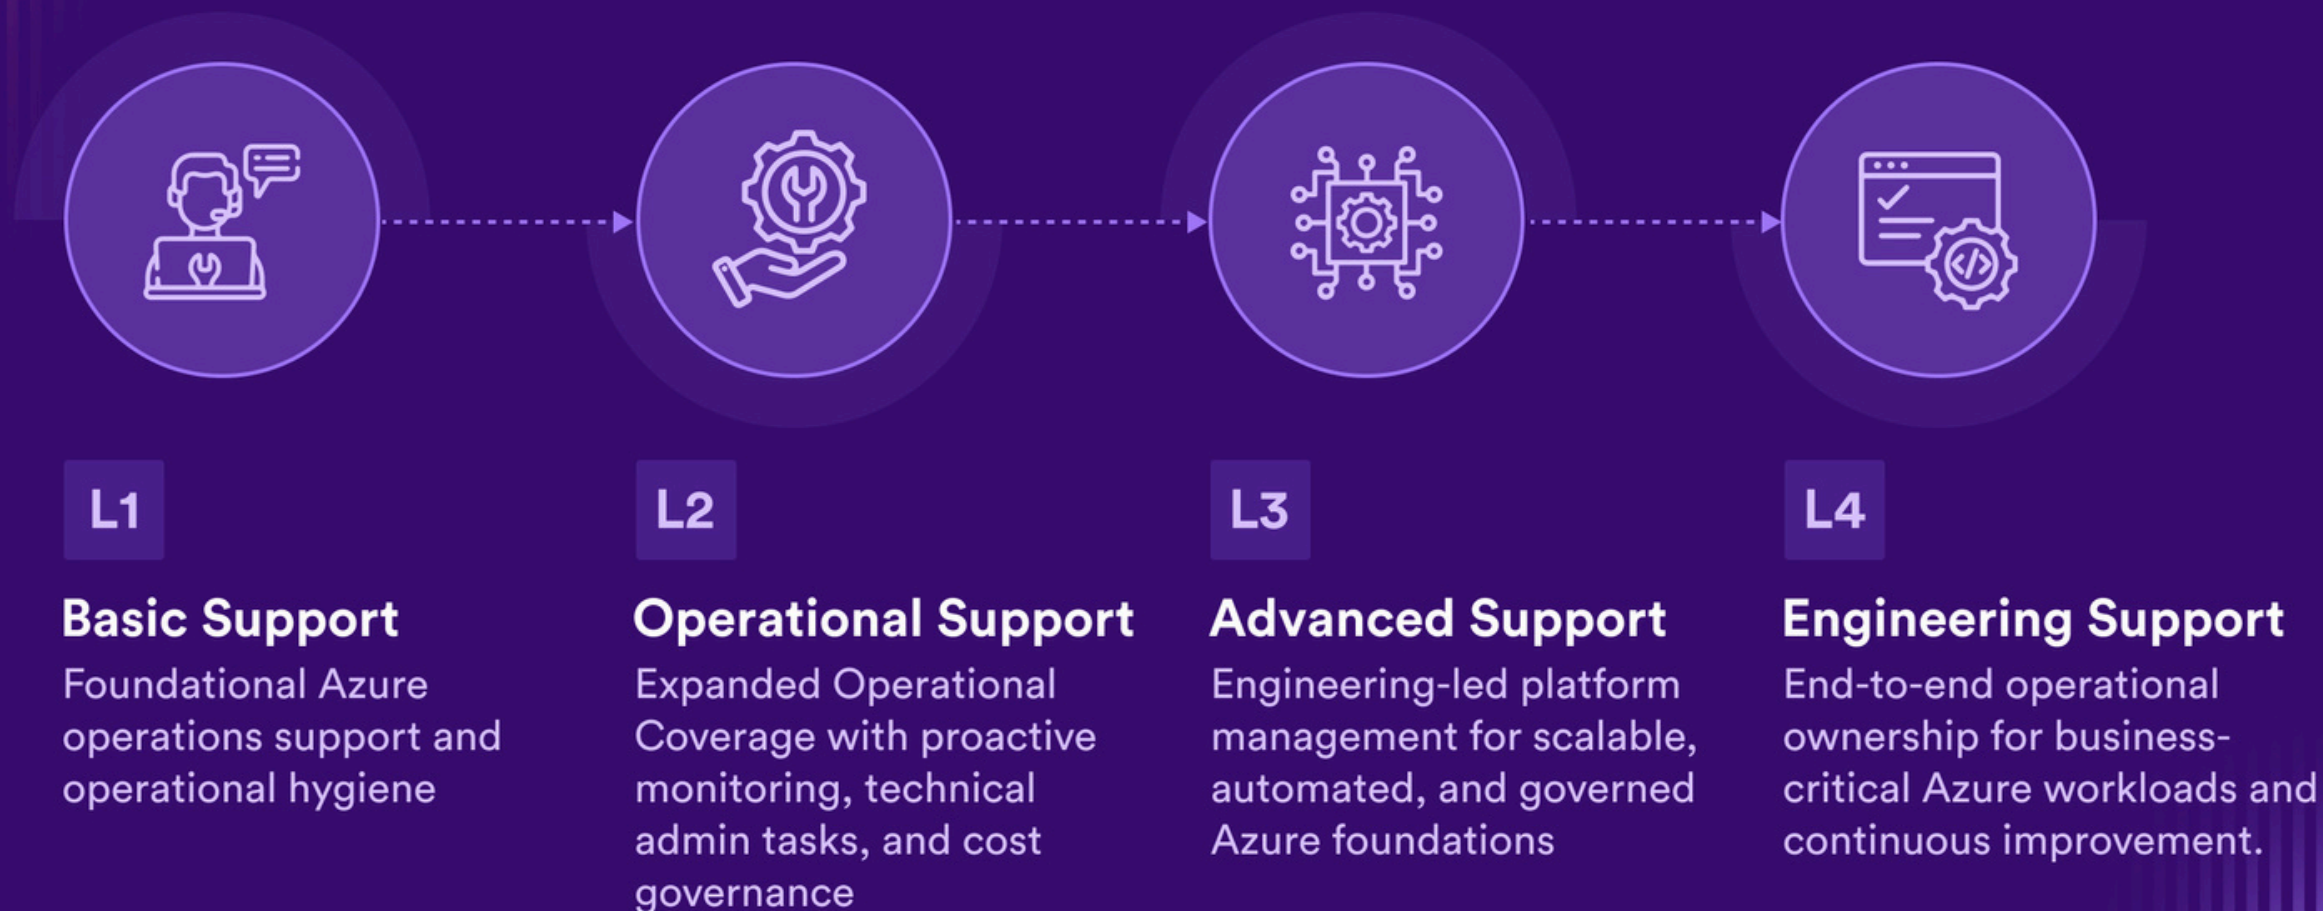 L1
Basic Support
Foundational Azure
operations support and
operational hygiene
L2
Operational Support
Expanded Operational
Coverage with proactive
monitoring, technical
admin tasks, and cost
governance
L3
Advanced Support
Engineering-led platform
management for scalable,
automated, and governed
Azure foundations
L4
Engineering Support
End-to-end operational
ownership for business-
critical Azure workloads and
continuous improvement.